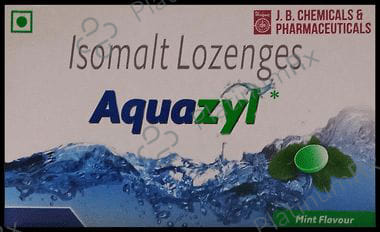 J. B. CHEMICALS &
PHARMACEUTICALS
Isomalt Lozenges
Aquazyl*
Mint Flavour